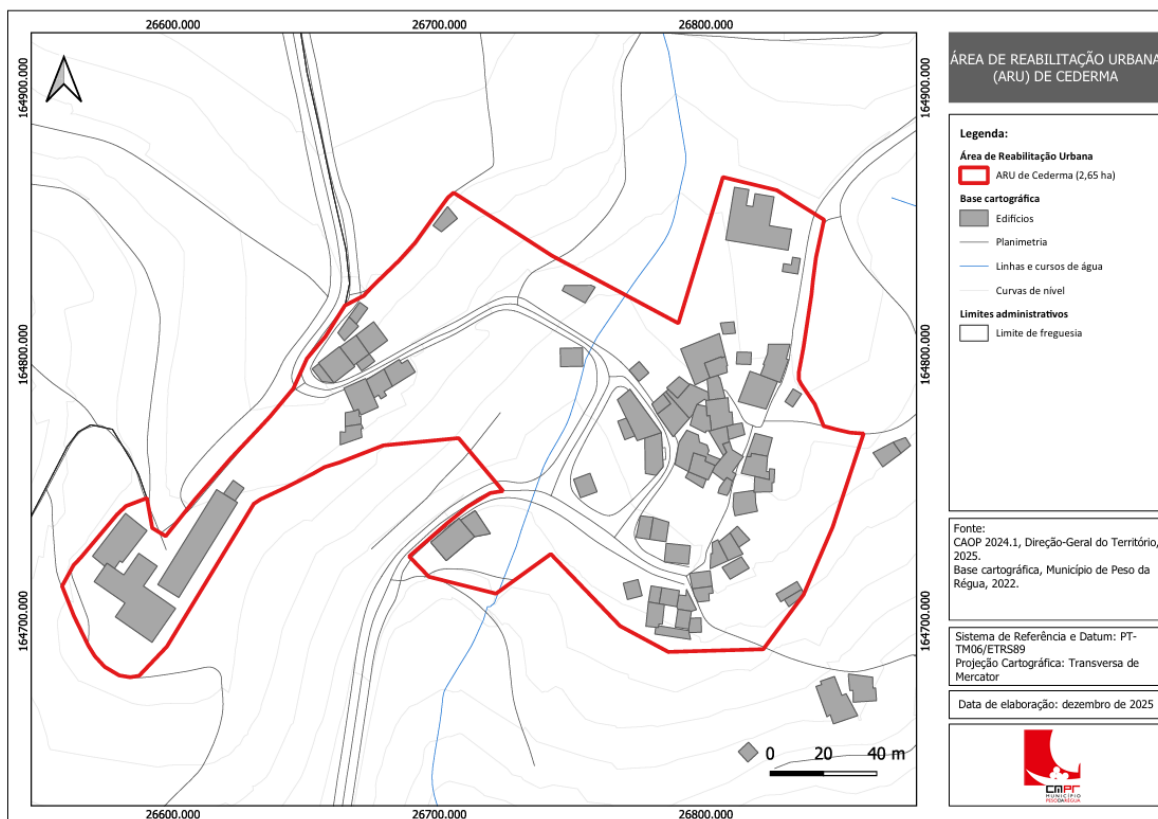 26600.000
26700.000
26800.000
164900.000
164900.000
164800.000
164800.000
164700.000
164700.000
26600.000
26700.000
26800.000
0 20 40 m
ÁREA DE REABILITAÇÃO URBANA
(ARU) DE CEDERMA
Legenda:
Área de Reabilitação Urbana
ARU de Cederma (2,65 ha)
Base cartográfica
Edifícios
Planimetria
Linhas e cursos de água
Curvas de nível
Limites administrativos
Limite de freguesia
Fonte:
CAOP 2024.1, Direção-Geral do Território,
2025.
Base cartográfica, Município de Peso da
Régua, 2022.
Sistema de Referência e Datum: PT-
TM06/ETRS89
Projeção Cartográfica: Transversa de
Mercator
Data de elaboração: dezembro de 2025
CMPR
MUNICÍPIO
PESO DA RÉGUA